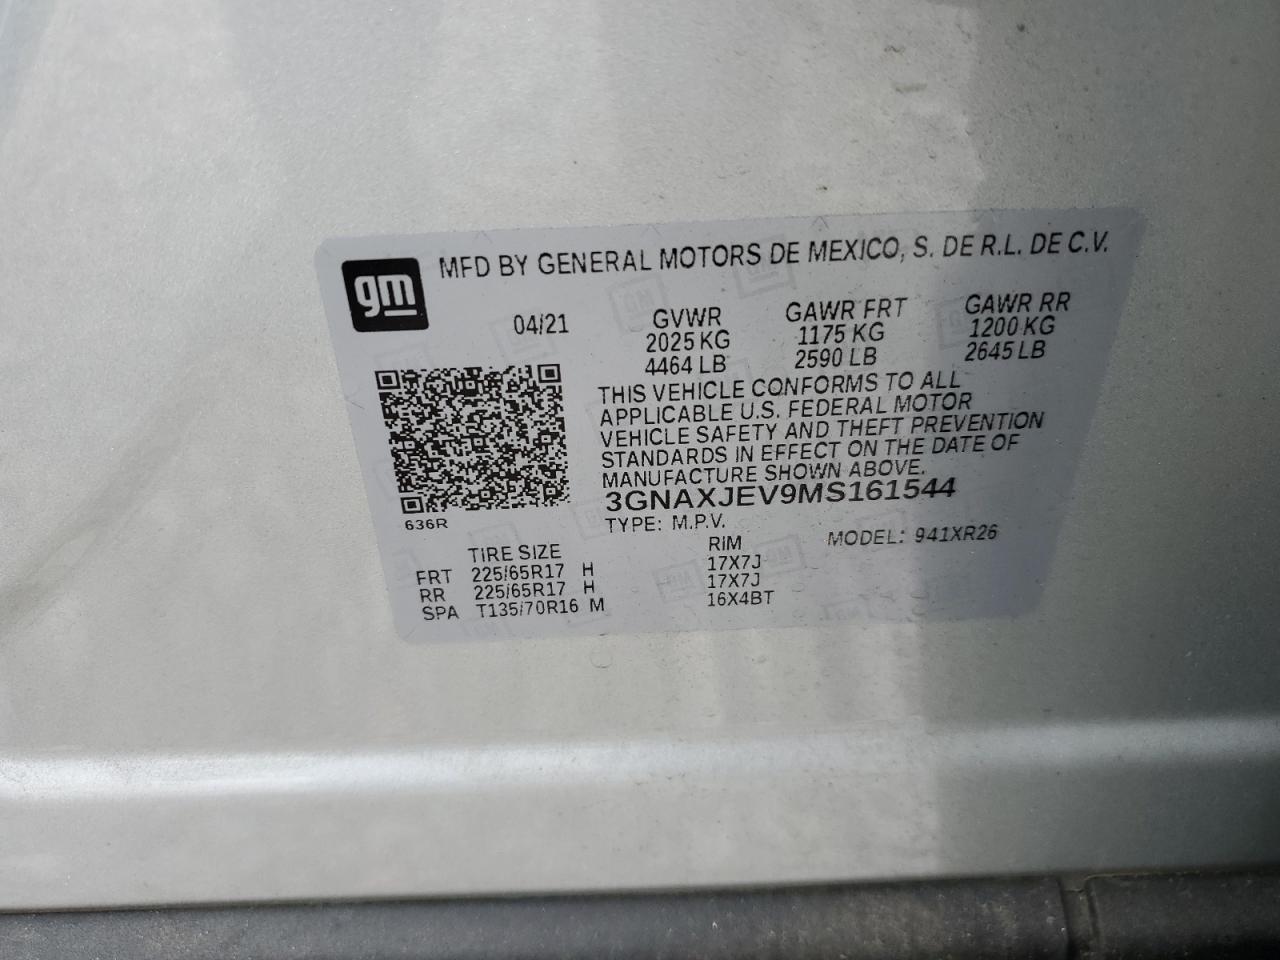 gm
MFD BY GENERAL MOTORS DE MEXICO, S. DE R.L. DE C.V.
04/21 GVWR GAWR FRT GAWR RR
2025 KG 1175 KG 1200 KG
4464 LB 2590 LB 2645 LB
THIS VEHICLE CONFORMS TO ALL
APPLICABLE U.S. FEDERAL MOTOR
VEHICLE SAFETY AND THEFT PREVENTION
STANDARDS IN EFFECT ON THE DATE OF
MANUFACTURE SHOWN ABOVE.
3GNAXJEV9MS161544
636R
TYPE: M.P.V. MODEL: 941XR26
TIRE SIZE RIM
FRT 225/65R17 H 17X7J
RR 225/65R17 H 17X7J
SPA T135/70R16 M 16X4BT